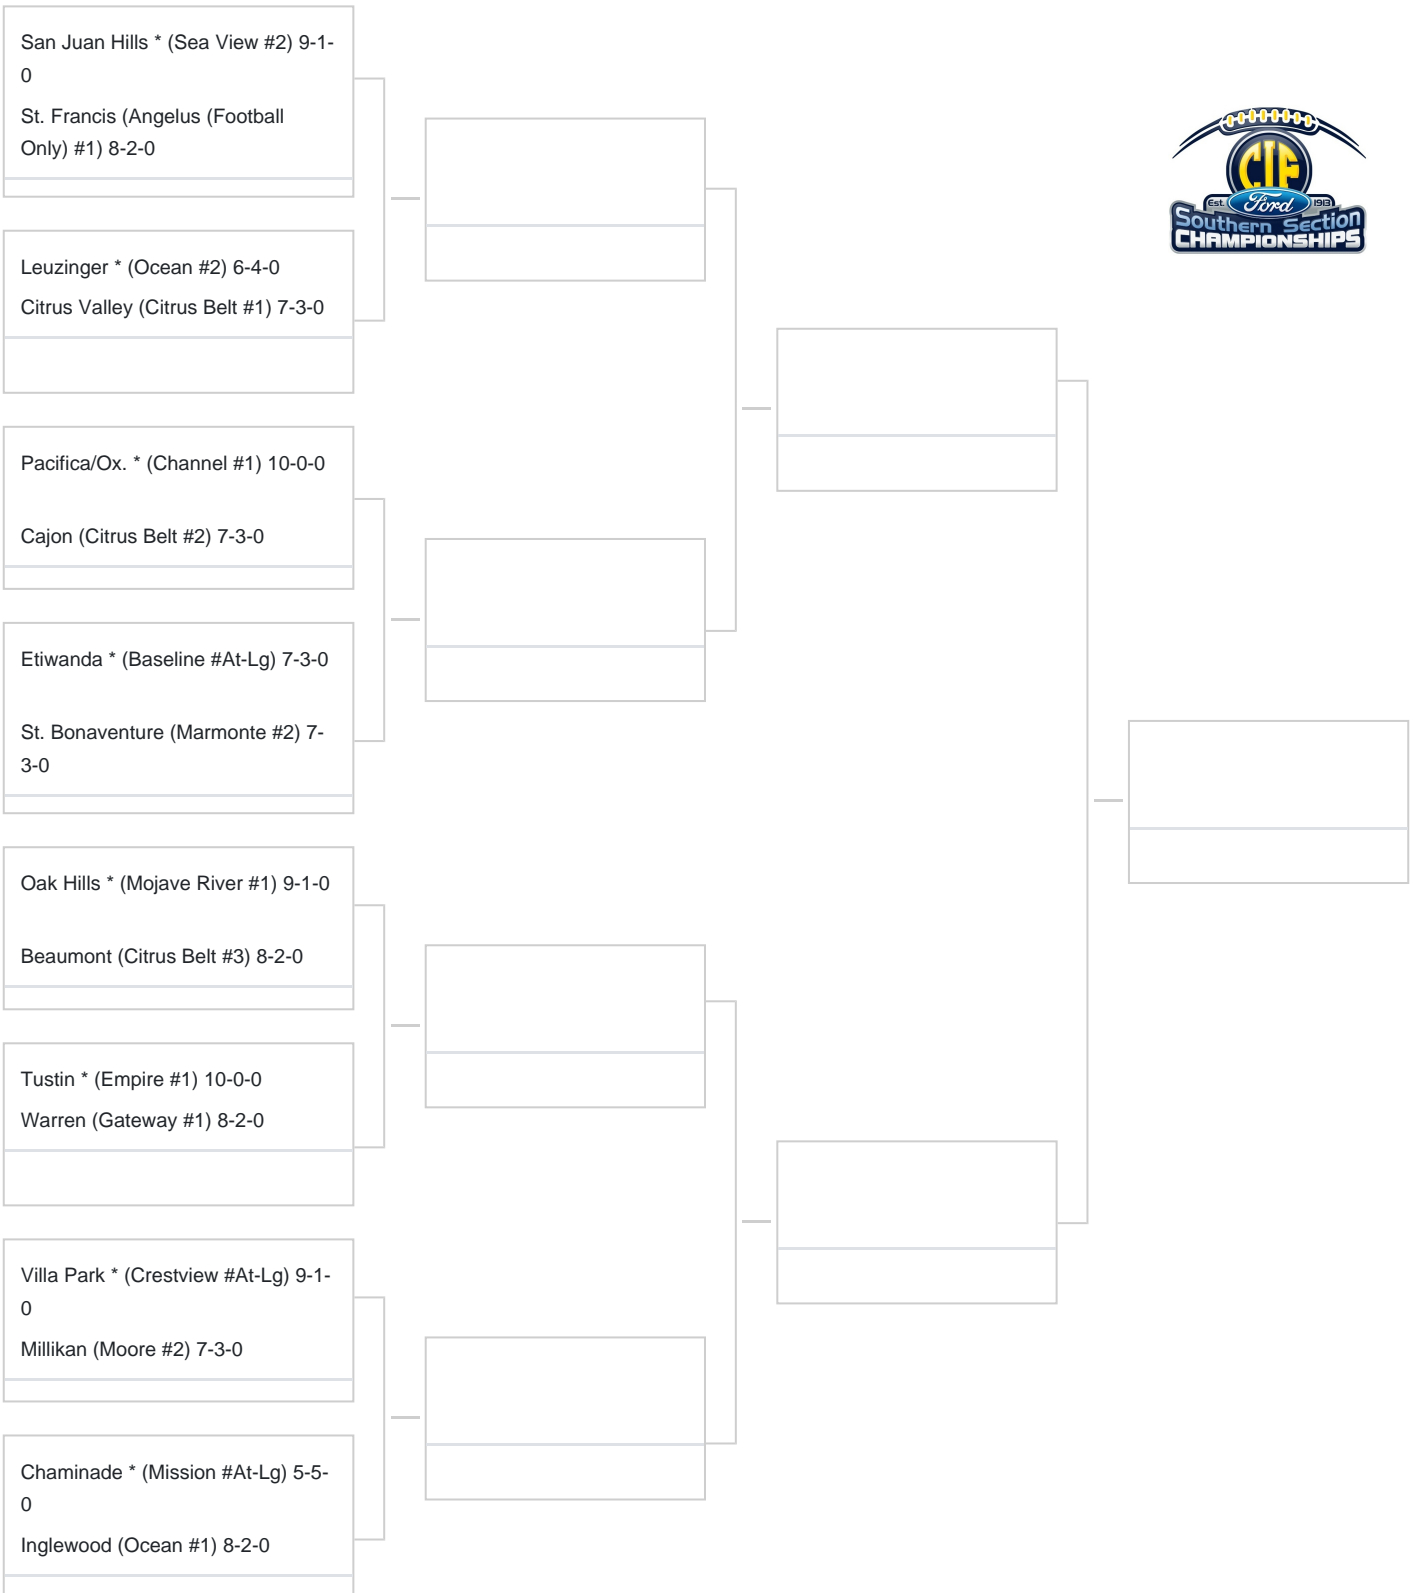 San Juan Hills * (Sea View #2) 9-1-
0
St. Francis (Angelus (Football
Only) #1) 8-2-0
Leuzinger * (Ocean #2) 6-4-0
Citrus Valley (Citrus Belt #1) 7-3-0
Pacifica/Ox. * (Channel #1) 10-0-0
Cajon (Citrus Belt #2) 7-3-0
Etiwanda * (Baseline #At-Lg) 7-3-0
St. Bonaventure (Marmonte #2) 7-
3-0
Oak Hills * (Mojave River #1) 9-1-0
Beaumont (Citrus Belt #3) 8-2-0
Tustin * (Empire #1) 10-0-0
Warren (Gateway #1) 8-2-0
Villa Park * (Crestview #At-Lg) 9-1-
0
Millikan (Moore #2) 7-3-0
Chaminade * (Mission #At-Lg) 5-5-
0
Inglewood (Ocean #1) 8-2-0
CIF
Est. Ford 1913
Southern Section
CHAMPIONSHIPS